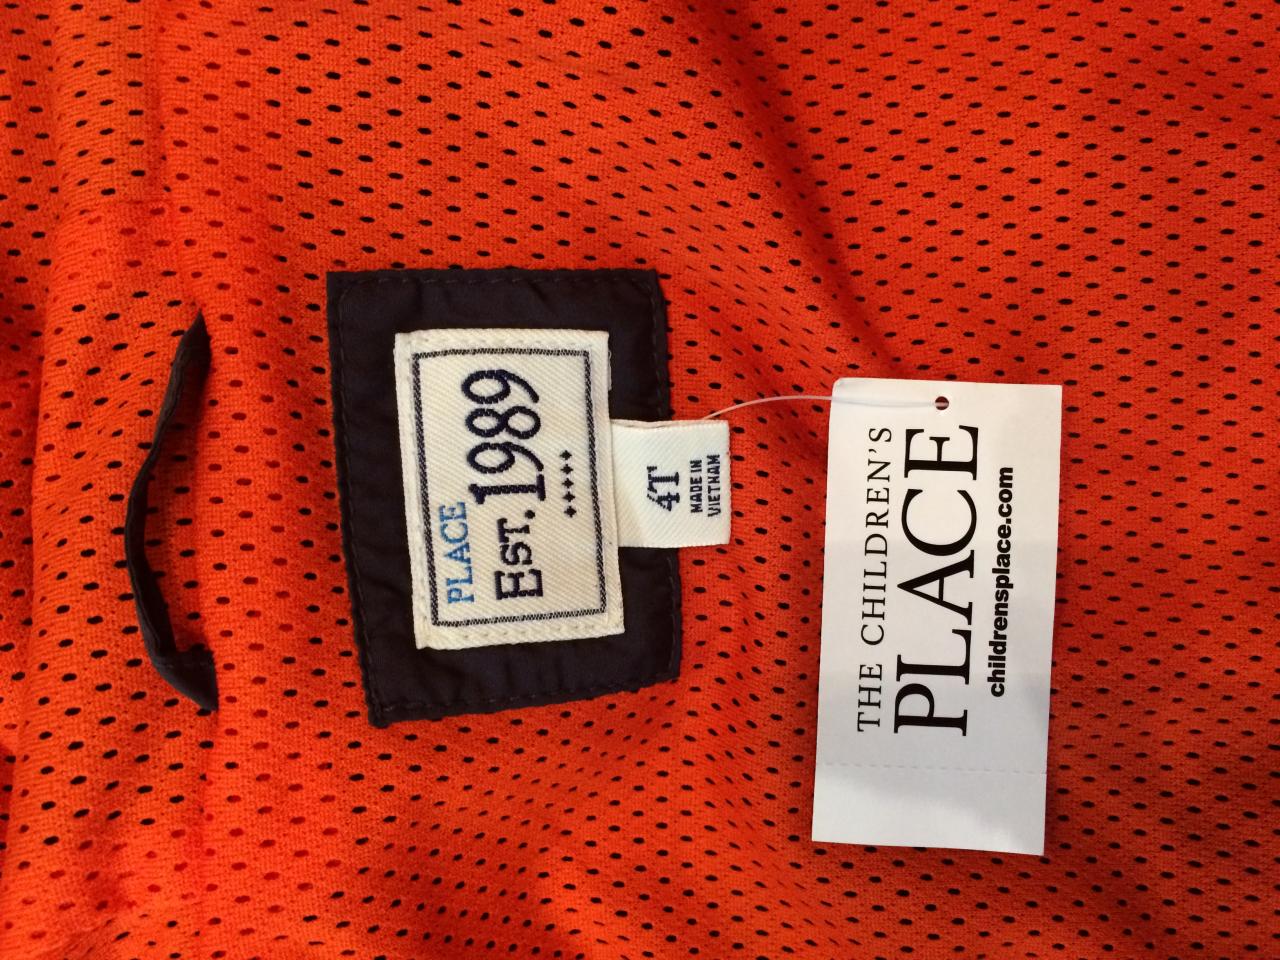 PLACE
EST. 1989
4T
MADE IN
VIETNAM
THE CHILDREN'S
PLACE
childrensplace.com